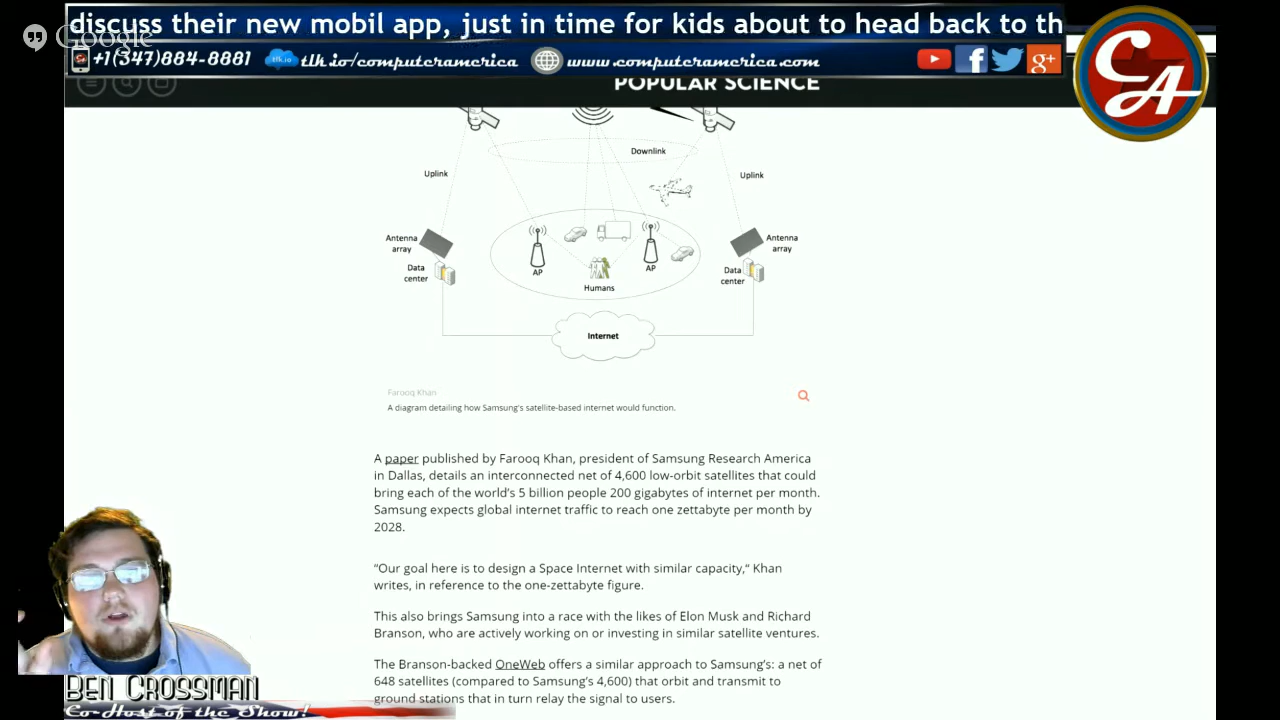 discuss their new mobil app, just in time for kids about to head back to th
Google
+1(347)884-8881 tlk.io tlk.io/computeramerica www.computeramerica.com f g+
CA
POPULAR SCIENCE
Downlink
Uplink Uplink
Antenna array
Antenna array
AP AP
Data center
Data center
Humans
Internet
Farooq Khan
A diagram detailing how Samsung's satellite-based internet would function.
A paper published by Farooq Khan, president of Samsung Research America
in Dallas, details an interconnected net of 4,600 low-orbit satellites that could
bring each of the world's 5 billion people 200 gigabytes of internet per month.
Samsung expects global internet traffic to reach one zettabyte per month by
2028.
"Our goal here is to design a Space Internet with similar capacity,“ Khan
writes, in reference to the one-zettabyte figure.
This also brings Samsung into a race with the likes of Elon Musk and Richard
Branson, who are actively working on or investing in similar satellite ventures.
The Branson-backed OneWeb offers a similar approach to Samsung's: a net of
648 satellites (compared to Samsung's 4,600) that orbit and transmit to
ground stations that in turn relay the signal to users.
BEN CROSSMAN
Co-Host of the Show!